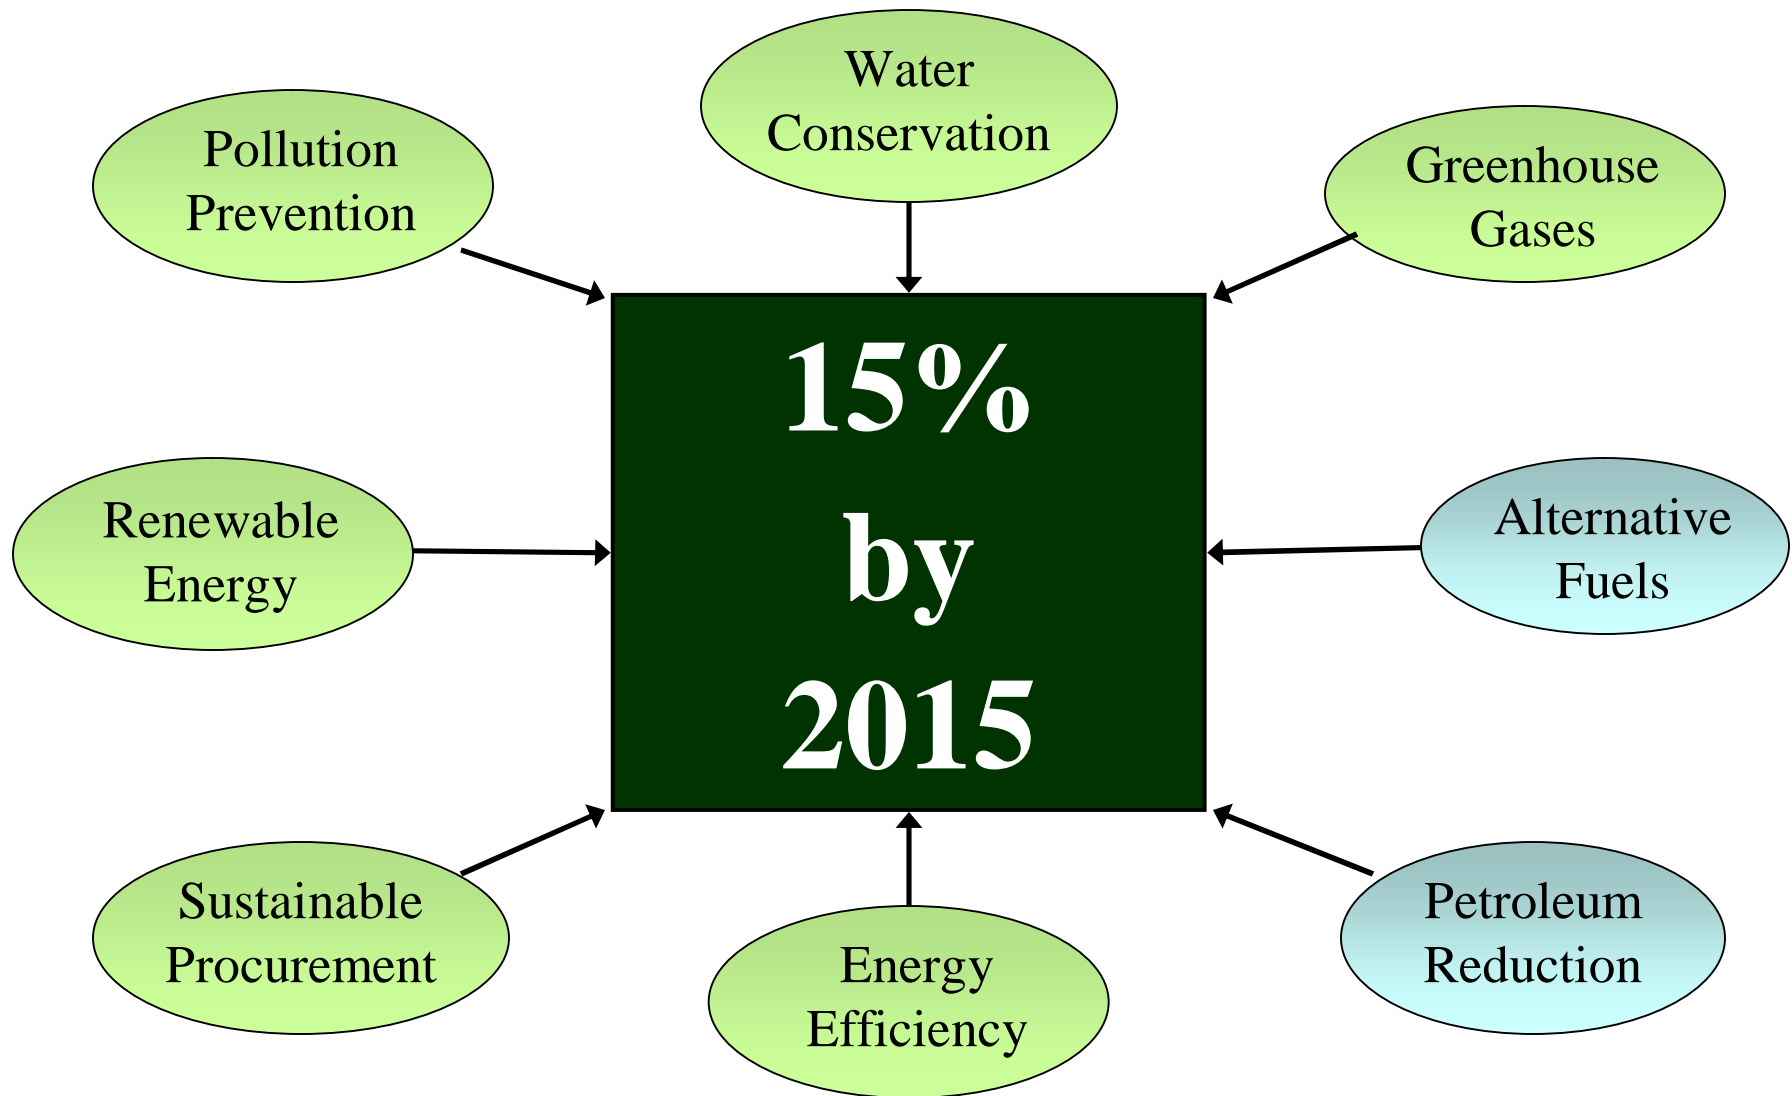 Water
Conservation
Pollution
Prevention
Greenhouse
Gases
15%
by
2015
Renewable
Energy
Alternative
Fuels
Sustainable
Procurement
Energy
Efficiency
Petroleum
Reduction